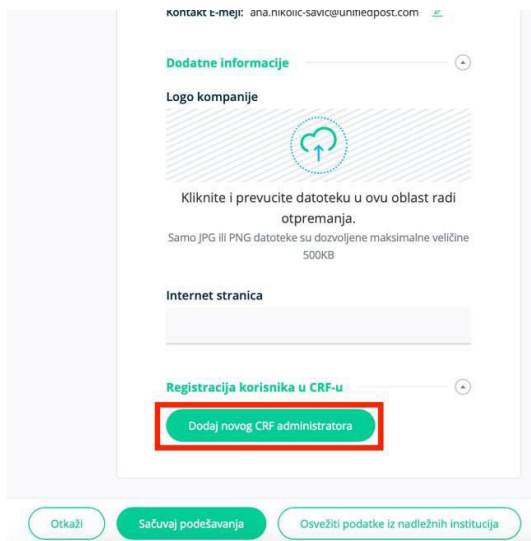 Kontakt E-mejl: ana.nikolic-savic@unifiedpost.com
Dodatne informacije
Logo kompanije
Kliknite i prevucite datoteku u ovu oblast radi
otpremanja.
Samo JPG ili PNG datoteke su dozvoljene maksimalne veličine
500KB
Internet stranica
Registracija korisnika u CRF-u
Dodaj novog CRF administratora
Otkaži
Sačuvaj podešavanja
Osvežiti podatke iz nadležnih institucija